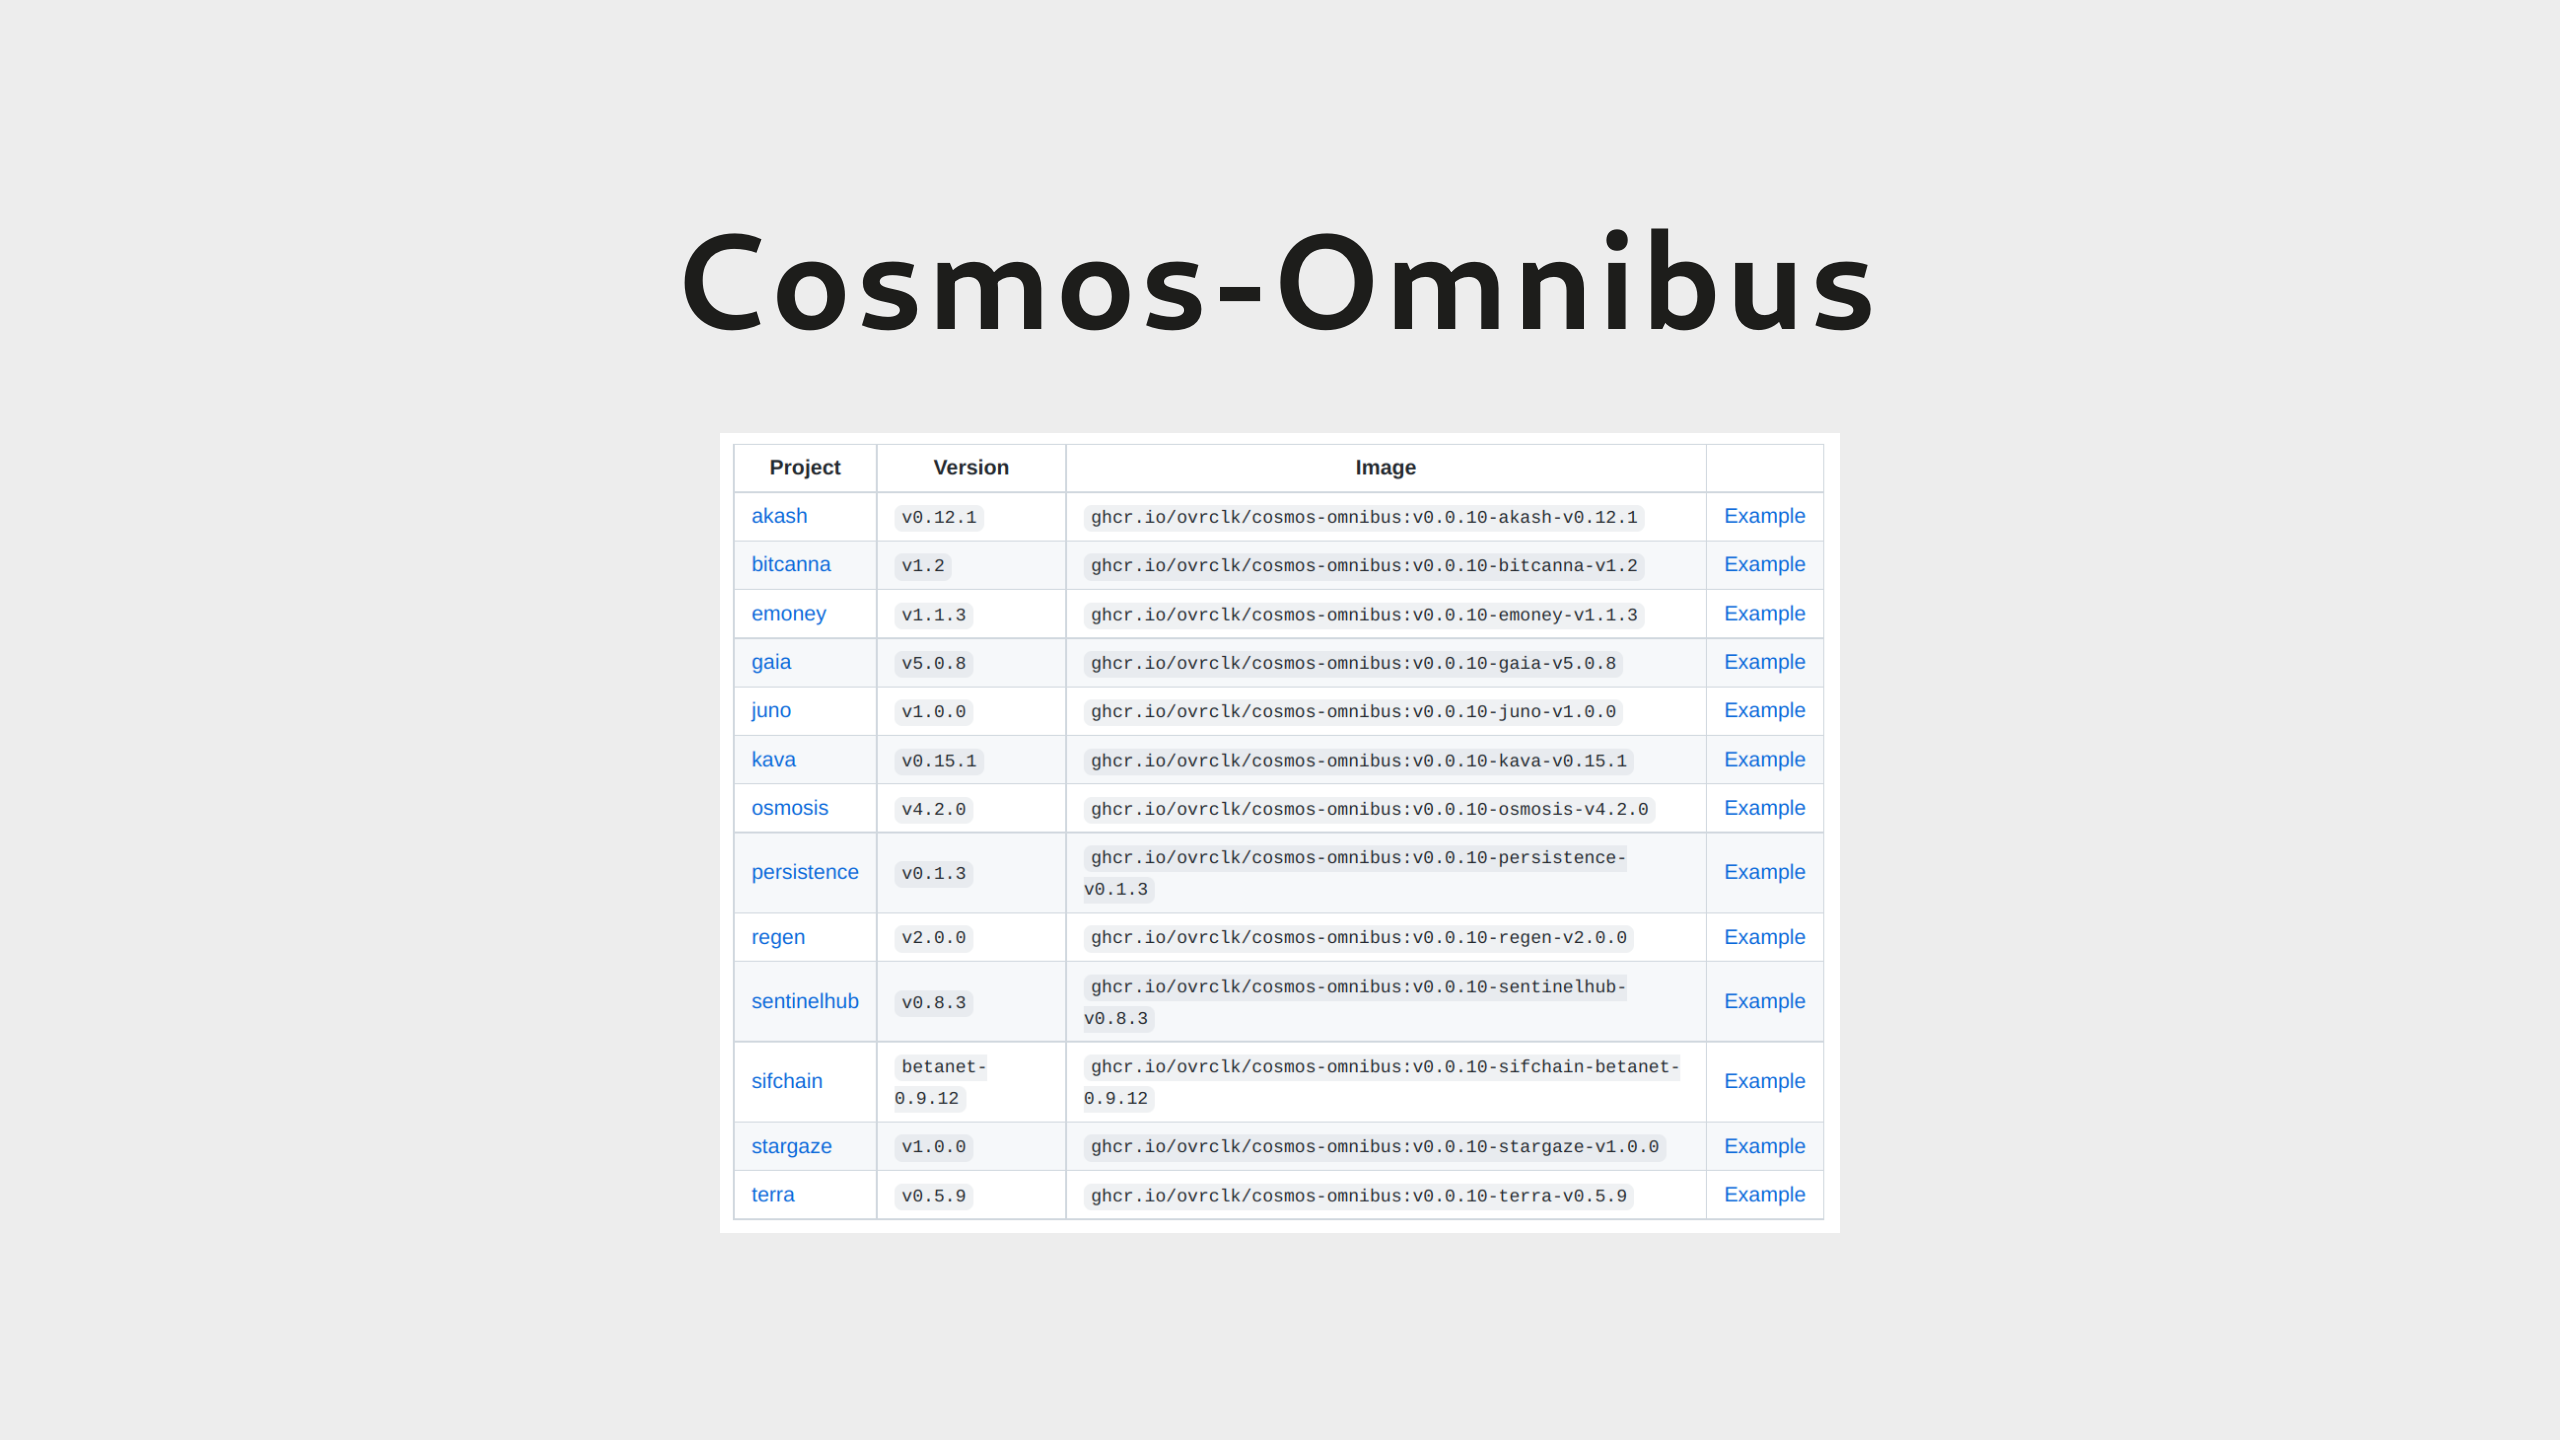 Cosmos-Omnibus
Project Version Image
akash v0.12.1 ghcr.io/ovrclk/cosmos-omnibus:v0.0.10-akash-v0.12.1 Example
bitcanna v1.2 ghcr.io/ovrclk/cosmos-omnibus:v0.0.10-bitcanna-v1.2 Example
emoney v1.1.3 ghcr.io/ovrclk/cosmos-omnibus:v0.0.10-emoney-v1.1.3 Example
gaia v5.0.8 ghcr.io/ovrclk/cosmos-omnibus:v0.0.10-gaia-v5.0.8 Example
juno v1.0.0 ghcr.io/ovrclk/cosmos-omnibus:v0.0.10-juno-v1.0.0 Example
kava v0.15.1 ghcr.io/ovrclk/cosmos-omnibus:v0.0.10-kava-v0.15.1 Example
osmosis v4.2.0 ghcr.io/ovrclk/cosmos-omnibus:v0.0.10-osmosis-v4.2.0 Example
persistence v0.1.3 ghcr.io/ovrclk/cosmos-omnibus:v0.0.10-persistence-
v0.1.3 Example
regen v2.0.0 ghcr.io/ovrclk/cosmos-omnibus:v0.0.10-regen-v2.0.0 Example
sentinelhub v0.8.3 ghcr.io/ovrclk/cosmos-omnibus:v0.0.10-sentinelhub-
v0.8.3 Example
sifchain betanet-
0.9.12 ghcr.io/ovrclk/cosmos-omnibus:v0.0.10-sifchain-betanet-
0.9.12 Example
stargaze v1.0.0 ghcr.io/ovrclk/cosmos-omnibus:v0.0.10-stargaze-v1.0.0 Example
terra v0.5.9 ghcr.io/ovrclk/cosmos-omnibus:v0.0.10-terra-v0.5.9 Example